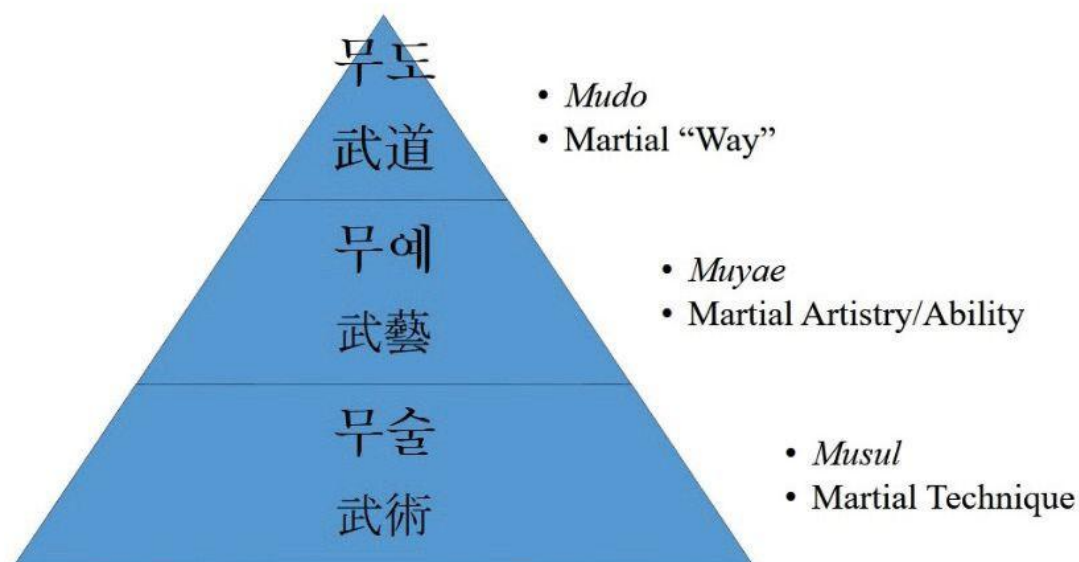 무도
武道
• Mudo
• Martial “Way”
무예
武藝
• Muyae
• Martial Artistry/Ability
무술
武術
• Musul
• Martial Technique